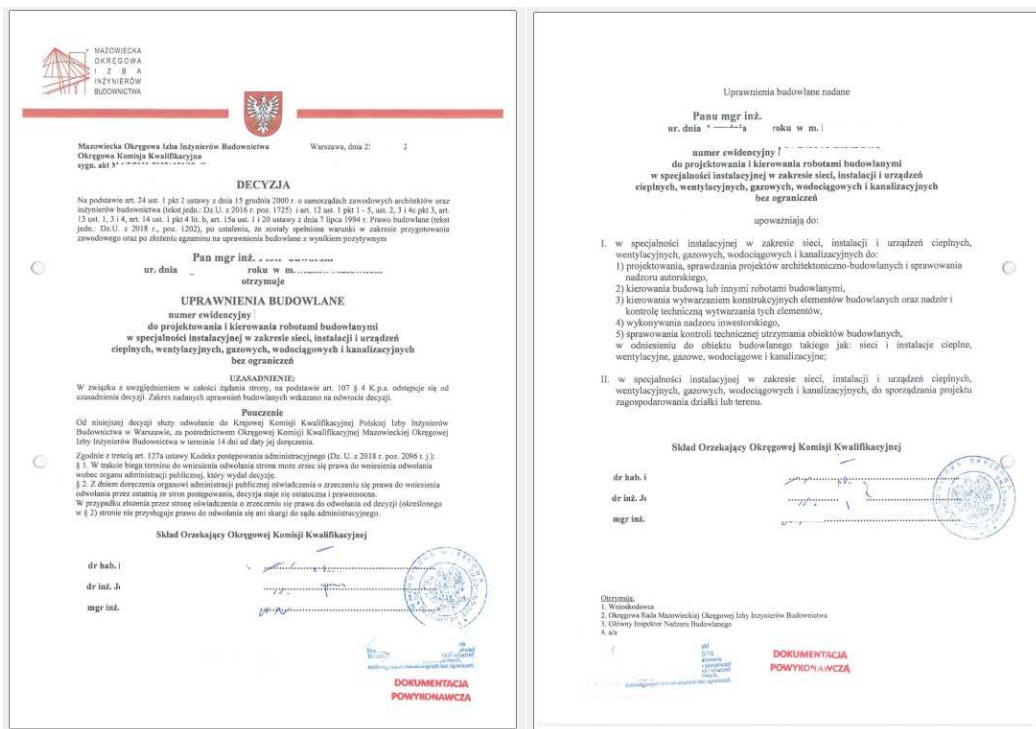 MAZOWIECKA
OKRĘGOWA
I Z B A
INŻYNIERÓW
BUDOWNICTWA
Mazowiecka Okręgowa Izba Inżynierów Budownictwa
Warszawa, dnia
Okręgowa Komisja Kwalifikacyjna
sygn. akt
DECYZJA
Na podstawie art. 24 ust. 1 pkt 2 ustawy z dnia 15 grudnia 2000 r. o samorządach zawodowych architektów oraz
inżynierów budownictwa (tekst jedn.: Dz.U. z 2016 r. poz. 1725) i art. 12 ust. 1 pkt 1 - 5, ust. 2, 3 i 4c pkt 3, art.
13 ust. 1, 3 i 4, art. 14 ust. 1 pkt 4 lit. b, art. 15a ust. 1 i 20 ustawy z dnia 7 lipca 1994 r. Prawo budowlane (tekst
jedn.: Dz.U. z 2018 r., poz. 1202), po ustaleniu, że zostały spełnione warunki w zakresie przygotowania
zawodowego oraz po złożeniu egzaminu na uprawnienia budowlane z wynikiem pozytywnym
Pan mgr inż.
ur. dnia roku w m.
otrzymuje
UPRAWNIENIA BUDOWLANE
numer ewidencyjny
do projektowania i kierowania robotami budowlanymi
w specjalności instalacyjnej w zakresie sieci, instalacji i urządzeń
cieplnych, wentylacyjnych, gazowych, wodociągowych i kanalizacyjnych
bez ograniczeń
UZASADNIENIE:
W związku z uwzględnieniem w całości żądania strony, na podstawie art. 107 § 4 K.p.a. odstępuje się od
uzasadnienia decyzji. Zakres nadanych uprawnień budowlanych wskazano na odwrocie decyzji.
Pouczenie
Od niniejszej decyzji służy odwołanie do Krajowej Komisji Kwalifikacyjnej Polskiej Izby Inżynierów
Budownictwa w Warszawie, za pośrednictwem Okręgowej Komisji Kwalifikacyjnej Mazowieckiej Okręgowej
Izby Inżynierów Budownictwa w terminie 14 dni od daty jej doręczenia.
Zgodnie z treścią art. 127a ustawy Kodeks postępowania administracyjnego (Dz. U. z 2018 r. poz. 2096 t. j.):
§ 1. W trakcie biegu terminu do wniesienia odwołania strona może zrzec się prawa do wniesienia odwołania
wobec organu administracji publicznej, który wydał decyzję.
§ 2. Z dniem doręczenia organowi administracji publicznej oświadczenia o zrzeczeniu się prawa do wniesienia
odwołania przez ostatnią ze stron postępowania, decyzja staje się ostateczna i prawomocna.
W przypadku złożenia przez stronę oświadczenia o zrzeczeniu się prawa do odwołania od decyzji (określonego
w § 2) stronie nie przysługuje prawo do odwołania się ani skargi do sądu administracyjnego.
Skład Orzekający Okręgowej Komisji Kwalifikacyjnej
dr hab.
dr inż.
mgr inż.
DOKUMENTACJA
POWYKONAWCZA
Uprawnienia budowlane nadane
Panu mgr inż.
ur. dnia roku w m.
numer ewidencyjny
do projektowania i kierowania robotami budowlanymi
w specjalności instalacyjnej w zakresie sieci, instalacji i urządzeń
cieplnych, wentylacyjnych, gazowych, wodociągowych i kanalizacyjnych
bez ograniczeń
upoważniają do:
I. w specjalności instalacyjnej w zakresie sieci, instalacji i urządzeń cieplnych,
wentylacyjnych, gazowych, wodociągowych i kanalizacyjnych do:
1) projektowania, sprawdzania projektów architektoniczno-budowlanych i sprawowania
nadzoru autorskiego,
2) kierowania budową lub innymi robotami budowlanymi,
3) kierowania wytwarzaniem konstrukcyjnych elementów budowlanych oraz nadzór i
kontrolę techniczną wytwarzania tych elementów,
4) wykonywania nadzoru inwestorskiego,
5) sprawowania kontroli technicznej utrzymania obiektów budowlanych,
w odniesieniu do obiektu budowlanego takiego jak: sieci i instalacje cieplne,
wentylacyjne, gazowe, wodociągowe i kanalizacyjne;
II. w specjalności instalacyjnej w zakresie sieci, instalacji i urządzeń cieplnych,
wentylacyjnych, gazowych, wodociągowych i kanalizacyjnych, do sporządzania projektu
zagospodarowania działki lub terenu.
Skład Orzekający Okręgowej Komisji Kwalifikacyjnej
dr hab.
dr inż.
mgr inż.
Otrzymują:
1. Wnioskodawca
2. Okręgowa Rada Mazowieckiej Okręgowej Izby Inżynierów Budownictwa
3. Główny Inspektor Nadzoru Budowlanego
4. a/a
DOKUMENTACJA
POWYKONAWCZA